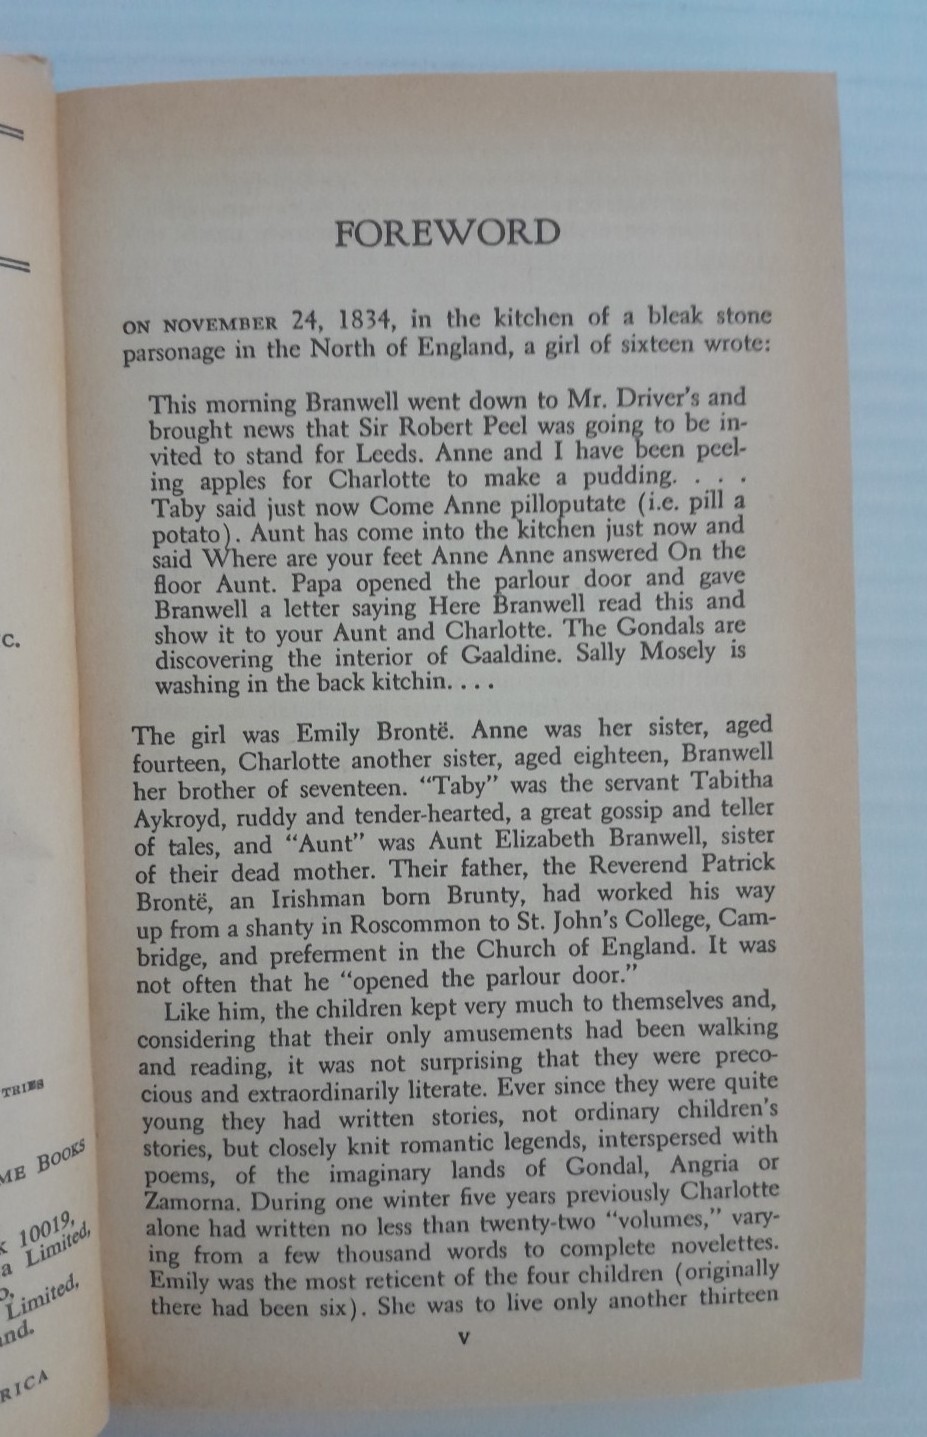 FOREWORD
ON NOVEMBER 24, 1834, in the kitchen of a bleak stone
parsonage in the North of England, a girl of sixteen wrote:
This morning Branwell went down to Mr. Driver's and
brought news that Sir Robert Peel was going to be in-
vited to stand for Leeds. Anne and I have been peel-
ing apples for Charlotte to make a pudding. . . .
Taby said just now Come Anne pilloputate (i.e. pill a
potato). Aunt has come into the kitchen just now and
said Where are your feet Anne Anne answered On the
floor Aunt. Papa opened the parlour door and gave
Branwell a letter saying Here Branwell read this and
show it to your Aunt and Charlotte. The Gondals are
discovering the interior of Gaaldine. Sally Mosely is
washing in the back kitchin. . . .
The girl was Emily Brontë. Anne was her sister, aged
fourteen, Charlotte another sister, aged eighteen, Branwell
her brother of seventeen. “Taby” was the servant Tabitha
Aykroyd, ruddy and tender-hearted, a great gossip and teller
of tales, and “Aunt” was Aunt Elizabeth Branwell, sister
of their dead mother. Their father, the Reverend Patrick
Brontë, an Irishman born Brunty, had worked his way
up from a shanty in Roscommon to St. John's College, Cam-
bridge, and preferment in the Church of England. It was
not often that he “opened the parlour door.”
Like him, the children kept very much to themselves and,
considering that their only amusements had been walking
and reading, it was not surprising that they were preco-
cious and extraordinarily literate. Ever since they were quite
young they had written stories, not ordinary children's
stories, but closely knit romantic legends, interspersed with
poems, of the imaginary lands of Gondal, Angria or
Zamorna. During one winter five years previously Charlotte
alone had written no less than twenty-two “volumes,” vary-
ing from a few thousand words to complete novelettes.
Emily was the most reticent of the four children (originally
there had been six). She was to live only another thirteen
v
C.
TRIES
ME BOOKS
K 10019,
a Limited,
O,
Limited,
and.
RICA